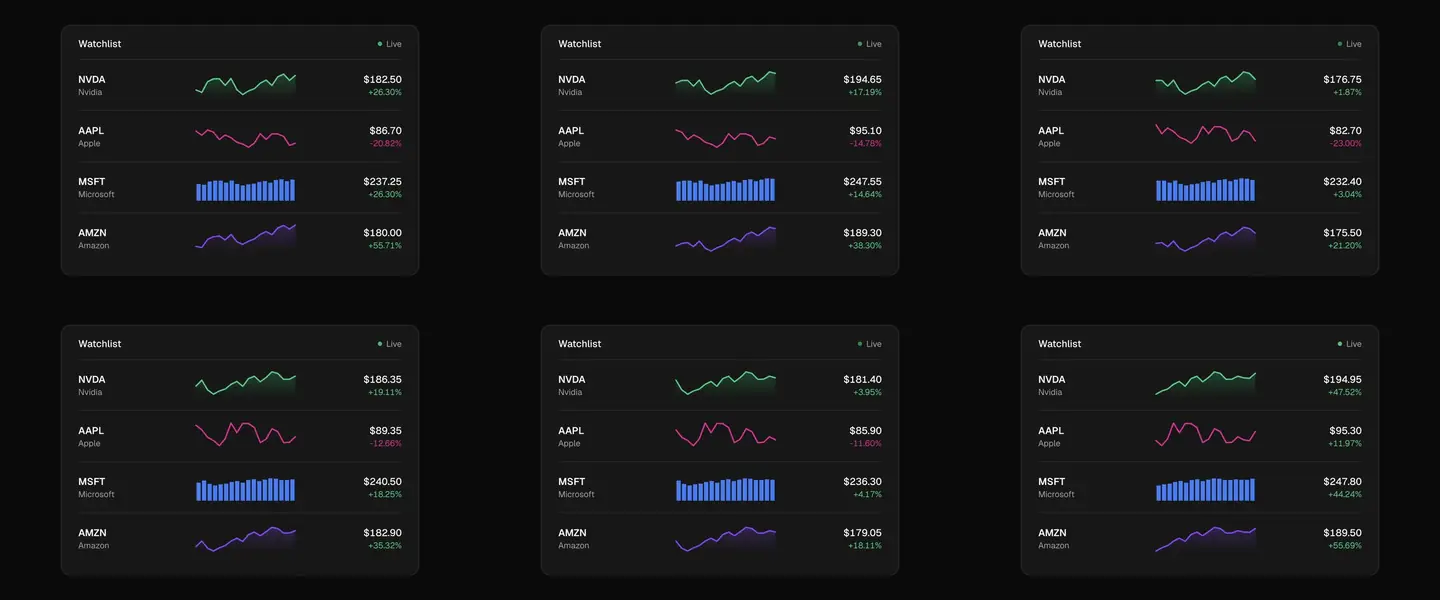 Watchlist Live
NVDA $182.50
Nvidia +26.30%
AAPL $86.70
Apple -20.82%
MSFT $237.25
Microsoft +26.30%
AMZN $180.00
Amazon +55.71%
Watchlist Live
NVDA $194.65
Nvidia +17.19%
AAPL $95.10
Apple -14.78%
MSFT $247.55
Microsoft +14.64%
AMZN $189.30
Amazon +38.30%
Watchlist Live
NVDA $176.75
Nvidia +1.87%
AAPL $82.70
Apple -23.00%
MSFT $232.40
Microsoft +3.04%
AMZN $175.50
Amazon +21.20%
Watchlist Live
NVDA $186.35
Nvidia +19.11%
AAPL $89.35
Apple -12.66%
MSFT $240.50
Microsoft +18.25%
AMZN $182.90
Amazon +35.32%
Watchlist Live
NVDA $181.40
Nvidia +3.95%
AAPL $85.90
Apple -11.60%
MSFT $236.30
Microsoft +4.17%
AMZN $179.05
Amazon +18.11%
Watchlist Live
NVDA $194.95
Nvidia +47.52%
AAPL $95.30
Apple +11.97%
MSFT $247.80
Microsoft +44.24%
AMZN $189.50
Amazon +55.69%